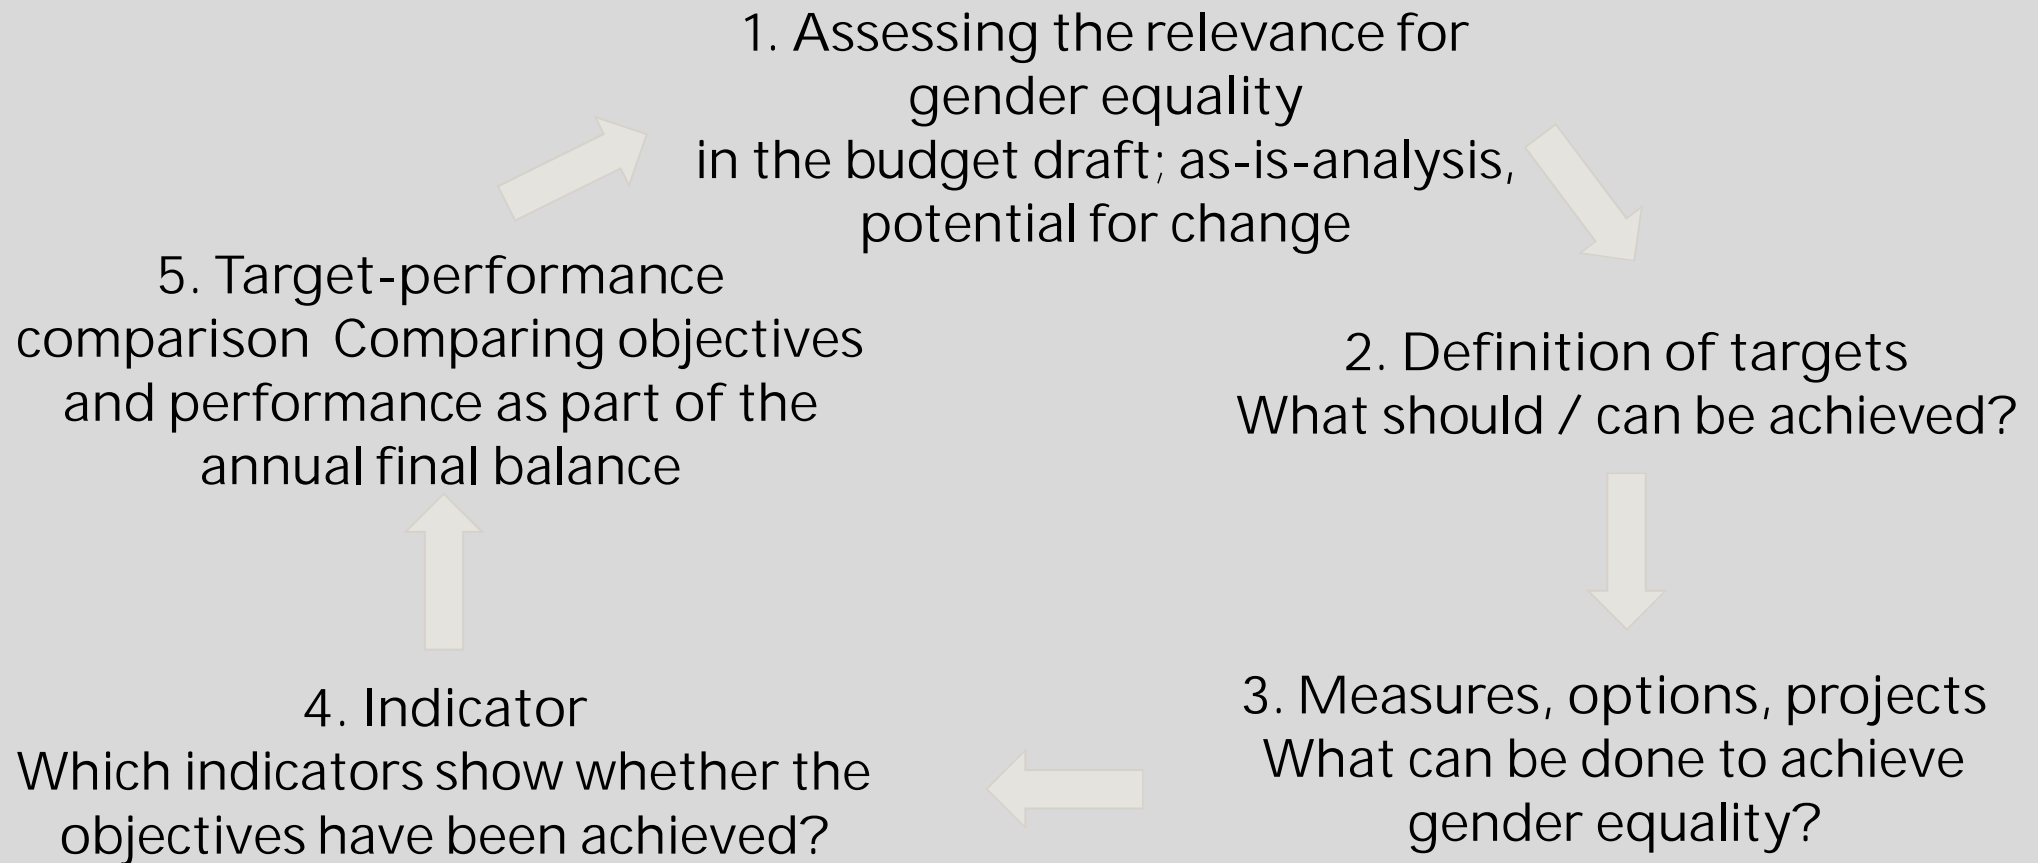 1. Assessing the relevance for
gender equality
in the budget draft; as-is-analysis,
potential for change
2. Definition of targets
What should / can be achieved?
3. Measures, options, projects
What can be done to achieve
gender equality?
4. Indicator
Which indicators show whether the
objectives have been achieved?
5. Target-performance
comparison  Comparing objectives
and performance as part of the
annual final balance